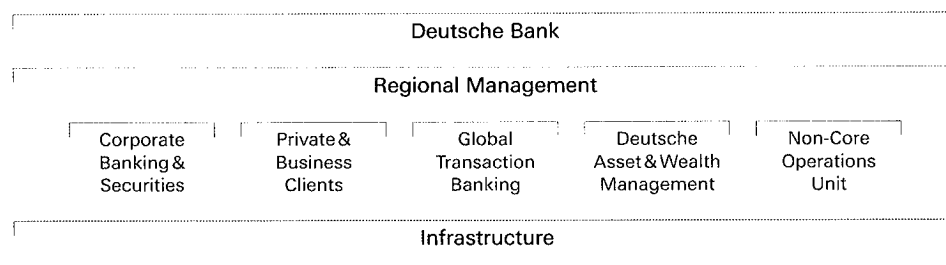 Deutsche Bank
Regional Management
Corporate
Banking &
Securities
Private &
Business
Clients
Global
Transaction
Banking
Deutsche
Asset & Wealth
Management
Non-Core
Operations
Unit
Infrastructure